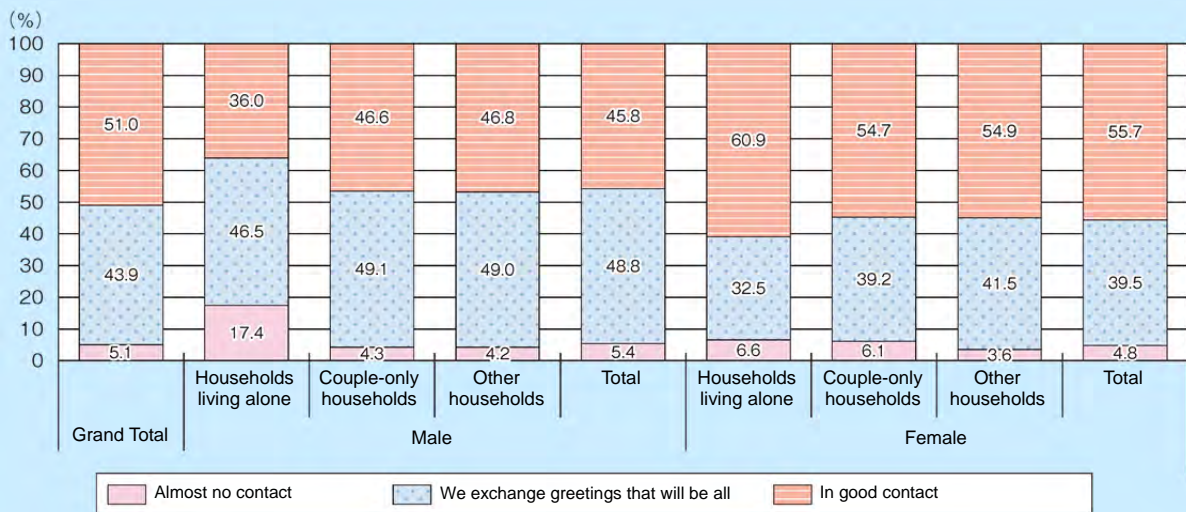 (%)
100
90
80
70
60
50
40
30
20
10
0
51.0
36.0
46.6
46.8
45.8
60.9
54.7
54.9
55.7
43.9
46.5
49.1
49.0
48.8
32.5
39.2
41.5
39.5
5.1
17.4
4.3
4.2
5.4
6.6
6.1
3.6
4.8
Households
living alone
Couple-only
households
Other
households
Total
Households
living alone
Couple-only
households
Other
households
Total
Grand Total
Male
Female
Almost no contact
We exchange greetings that will be all
In good contact